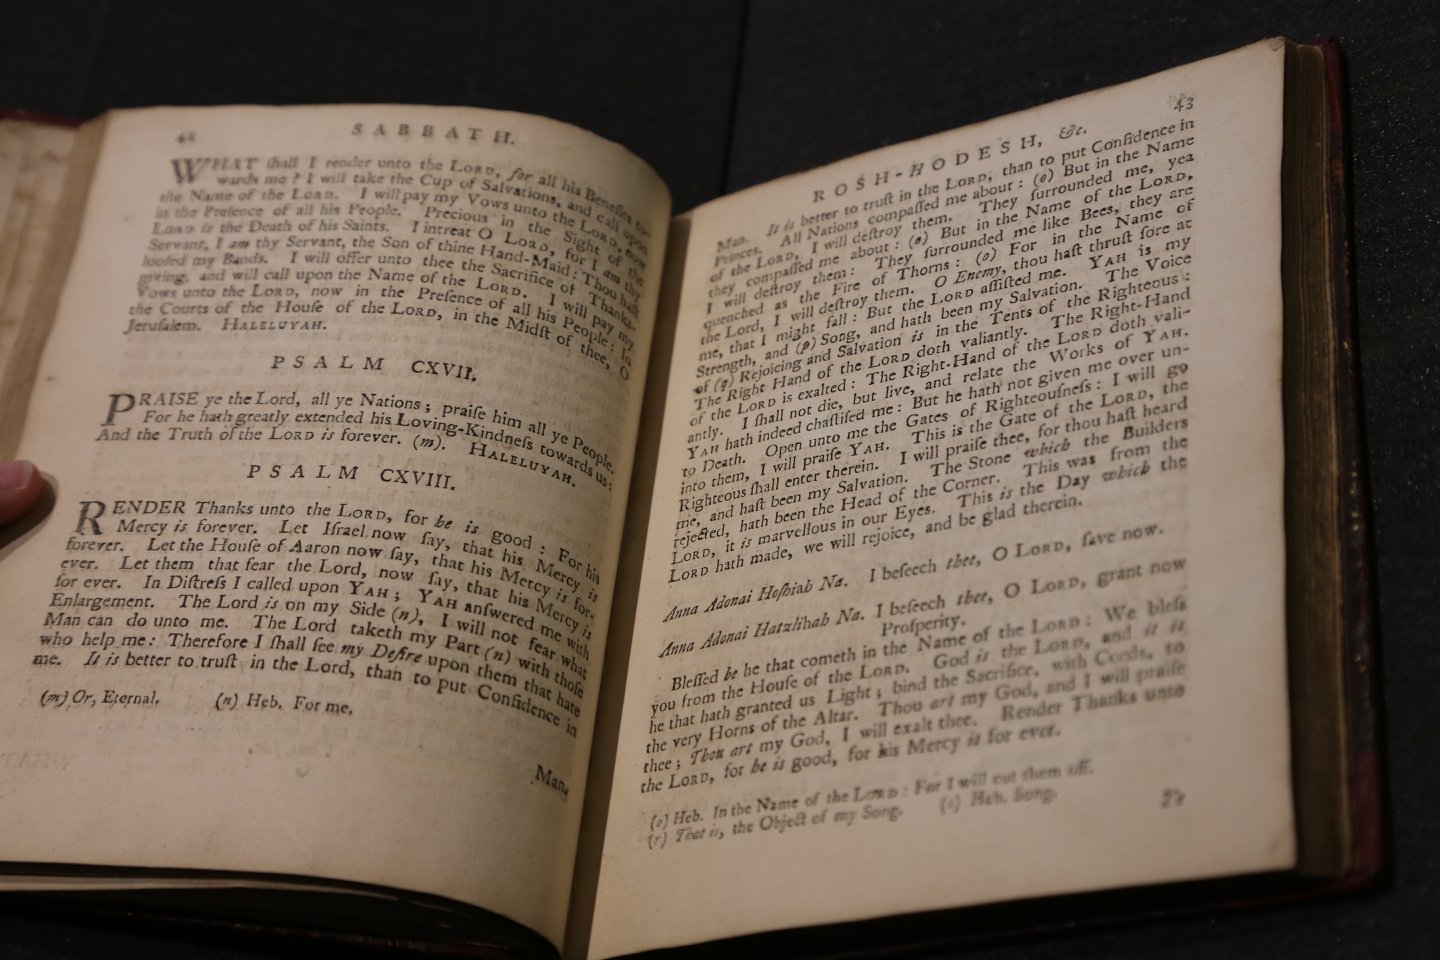 42
SABBATH.
WHAT ſhall I render unto the LORD, for all his Benefits to-
wards me? I will take the Cup of Salvations, and call upon
the Name of the LORD. I will pay my Vows unto the LORD, now
in the Preſence of all his People. Precious in the Sight of the
LORD is the Death of his Saints. I intreat O LORD, for I am thy
Servant, I am thy Servant, the Son of thine Hand-Maid: Thou haſt
looſed my Bands. I will offer unto thee the Sacrifice of Thankſ-
giving, and will call upon the Name of the LORD. I will pay my
Vows unto the LORD, now in the Preſence of all his People: In
the Courts of the Houſe of the LORD, in the Midſt of thee, O
Jeruſalem. HALELUYAH.
PSALM CXVII.
PRAISE ye the Lord, all ye Nations; praiſe him all ye People.
For he hath greatly extended his Loving-Kindneſs towards us:
And the Truth of the LORD is forever. (m). HALELUYAH.
PSALM CXVIII.
RENDER Thanks unto the LORD, for he is good: For his
Mercy is forever. Let Iſrael now ſay, that his Mercy is
forever. Let the Houſe of Aaron now ſay, that his Mercy is for-
ever. Let them that fear the Lord, now ſay, that his Mercy is
for ever. In Diſtreſs I called upon YAH; YAH anſwered me with
Enlargement. The Lord is on my Side (n), I will not fear what
Man can do unto me. The Lord taketh my Part (n) with thoſe
who help me: Therefore I ſhall ſee my Deſire upon them that hate
me. It is better to truſt in the Lord, than to put Confidence in
(m) Or, Eternal. (n) Heb. For me.
Man.
43
ROSH-HODESH, &c.
Man. It is better to truſt in the LORD, than to put Confidence in
Princes. All Nations compaſſed me about: (o) But in the Name
of the LORD, I will deſtroy them. They ſurrounded me, yea
they compaſſed me about: (o) But in the Name of the LORD,
I will deſtroy them: They ſurrounded me like Bees, they are
quenched as the Fire of Thorns: (o) For in the Name of
the Lord, I will deſtroy them. O Enemy, thou haſt thruſt ſore at
me, that I might fall: But the LORD aſſiſted me. YAH is my
Strength, and (p) Song, and hath been my Salvation. The Voice
of (q) Rejoicing and Salvation is in the Tents of the Righteous:
The Right Hand of the LORD doth valiantly. The Right-Hand
of the LORD is exalted: The Right-Hand of the LORD doth vali-
antly. I ſhall not die, but live, and relate the Works of YAH.
YAH hath indeed chaſtiſed me: But he hath not given me over un-
to Death. Open unto me the Gates of Righteouſneſs: I will go
into them, I will praiſe YAH. This is the Gate of the LORD, the
Righteous ſhall enter therein. I will praiſe thee, for thou haſt heard
me, and haſt been my Salvation. The Stone which the Builders
rejected, hath been the Head of the Corner. This was from the
LORD, it is marvellous in our Eyes. This is the Day which the
LORD hath made, we will rejoice, and be glad therein.
Anna Adonai Hoſhiah Na. I beſeech thee, O LORD, ſave now.
Anna Adonai Hatzlihah Na. I beſeech thee, O LORD, grant now
Proſperity.
Bleſſed be he that cometh in the Name of the LORD: We bleſs
you from the Houſe of the LORD. God is the LORD, and it is
he that hath granted us Light; bind the Sacrifice, with Cords, to
the very Horns of the Altar. Thou art my God, and I will praiſe
thee; Thou art my God, I will exalt thee. Render Thanks unto
the LORD, for he is good, for his Mercy is for ever.
(o) Heb. In the Name of the LORD: For I will cut them off.
(r) That is, the Object of my Song. (s) Heb. Song.